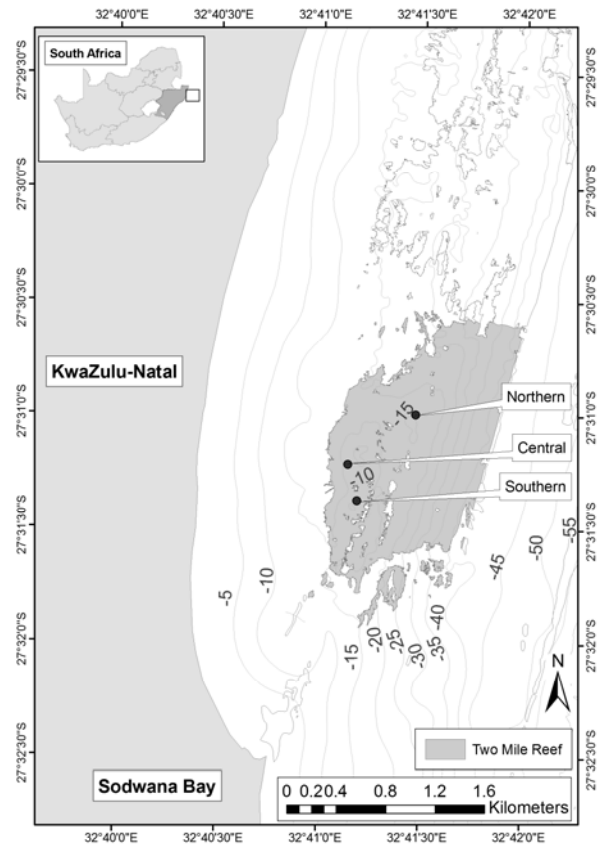 32°40'0"E 32°40'30"E 32°41'0"E 32°41'30"E 32°42'0"E
South Africa
27°29'30"S
27°29'30"S
27°30'0"S
27°30'0"S
27°30'30"S
27°30'30"S
KwaZulu-Natal
Northern
-15
27°31'0"S
27°31'0"S
Central
-10
Southern
27°31'30"S
27°31'30"S
-5
-10
-15
-20
-25
-30
-35
-40
-45
-50
-55
27°32'0"S
27°32'0"S
N
Two Mile Reef
27°32'30"S
27°32'30"S
Sodwana Bay
0 0.20.4 0.8 1.2 1.6
Kilometers
32°40'0"E 32°40'30"E 32°41'0"E 32°41'30"E 32°42'0"E